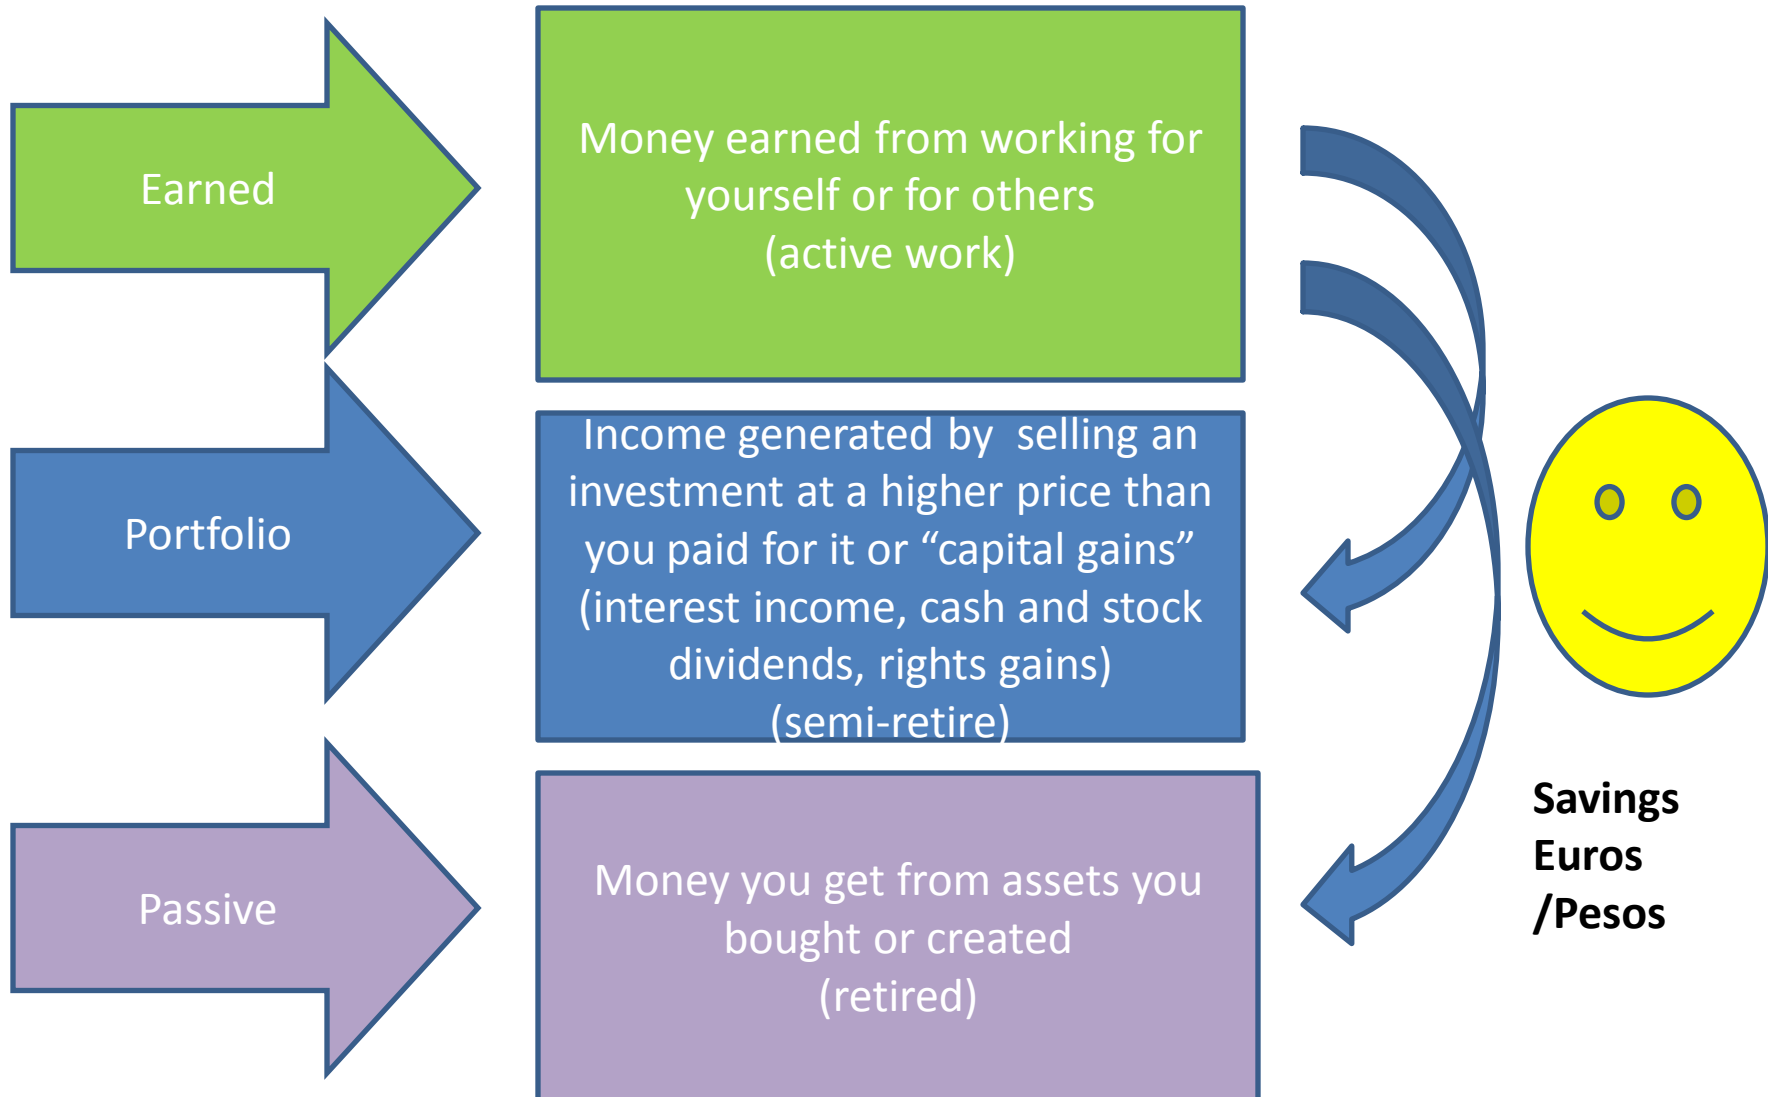 Earned
Money earned from working for
yourself or for others
(active work)
Portfolio
Income generated by  selling an
investment at a higher price than
you paid for it or “capital gains”
(interest income, cash and stock
dividends, rights gains)
(semi-retire)
Passive
Money you get from assets you
bought or created
(retired)
Savings
Euros
/Pesos